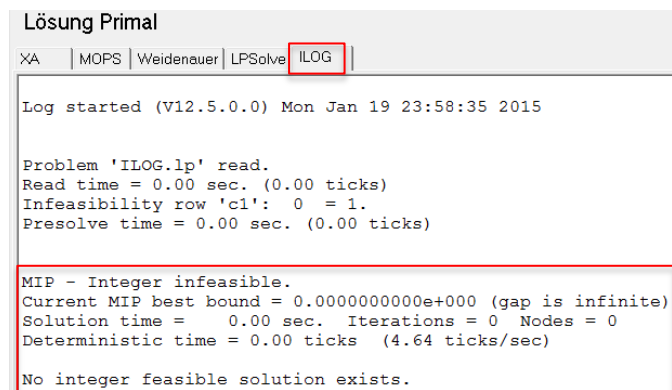 Lösung Primal
XA MOPS Weidenauer LPSolve ILOG
Log started (V12.5.0.0) Mon Jan 19 23:58:35 2015
Problem 'ILOG.lp' read.
Read time = 0.00 sec. (0.00 ticks)
Infeasibility row 'c1':  0  = 1.
Presolve time = 0.00 sec. (0.00 ticks)
MIP - Integer infeasible.
Current MIP best bound = 0.0000000000e+000 (gap is infinite)
Solution time =    0.00 sec.  Iterations = 0  Nodes = 0
Deterministic time = 0.00 ticks  (4.64 ticks/sec)
No integer feasible solution exists.